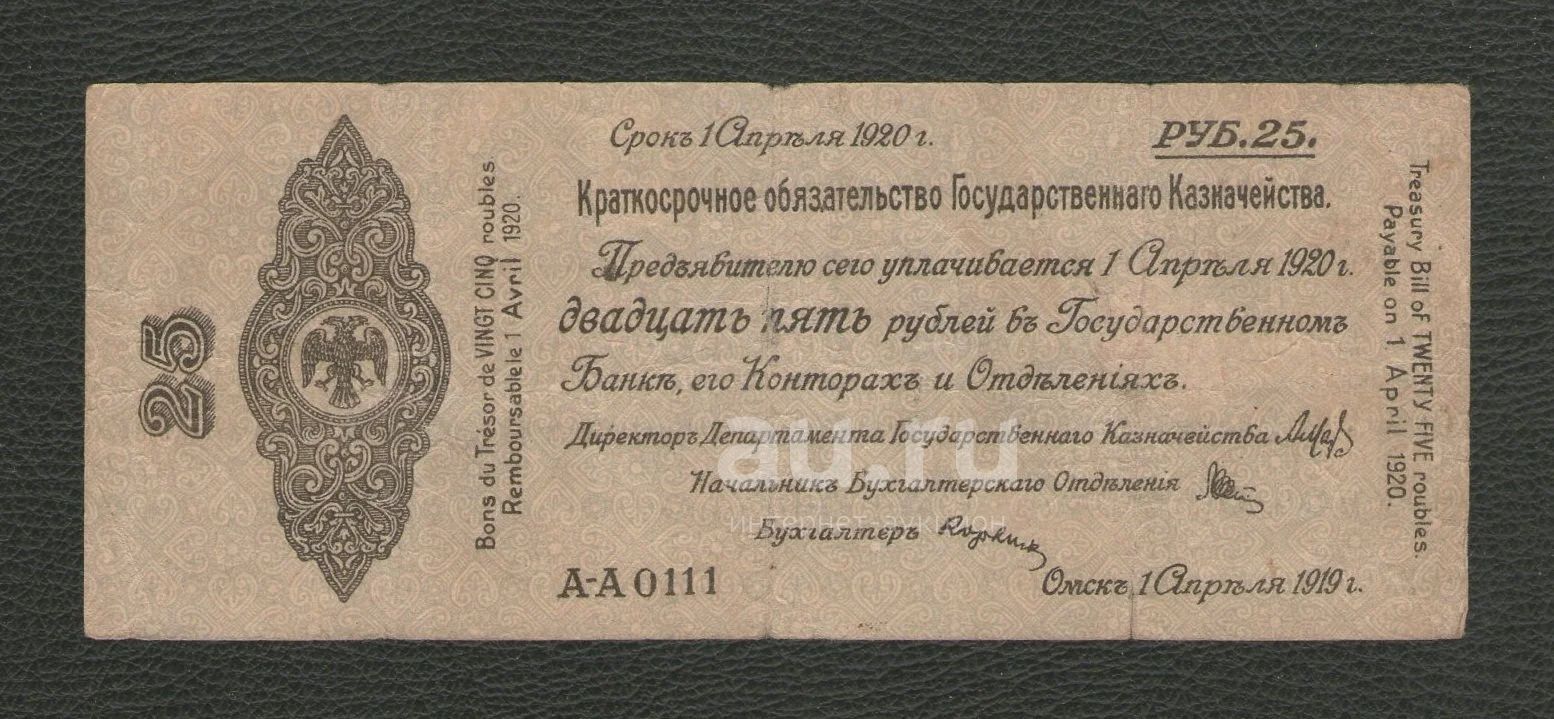 25
Bons du Trésor de VINGT CINQ roubles
Remboursable le 1 Avril 1920.
Срокъ 1 Апрѣля 1920 г.
РУБ. 25.
Краткосрочное обязательство Государственнаго Казначейства.
Предъявителю сего уплачивается 1 Апрѣля 1920 г.
двадцать пять рублей въ Государственномъ
Банкѣ, его Конторахъ и Отдѣленіяхъ.
Директоръ Департамента Государственнаго Казначейства
Начальникъ Бухгалтерскаго Отдѣленія
Бухгалтеръ
А-А 0111
Омскъ, 1 Апрѣля 1919 г.
Treasury Bill of TWENTY FIVE roubles.
Payable on 1 April 1920.
au.ru
интернет аукцион